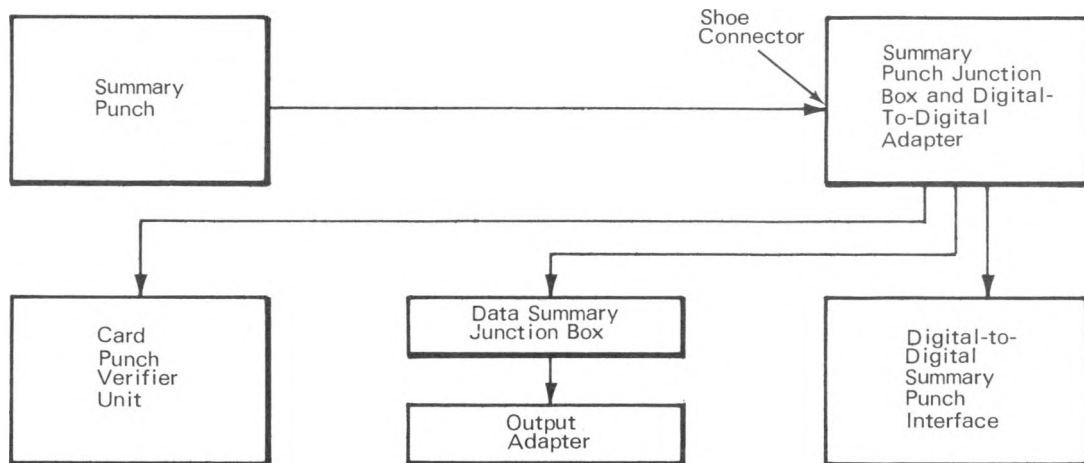 Summary
Punch
Shoe
Connector
Summary
Punch Junction
Box and Digital-
To-Digital
Adapter
Card
Punch
Verifier
Unit
Data Summary
Junction Box
Output
Adapter
Digital-to-
Digital
Summary
Punch
Interface